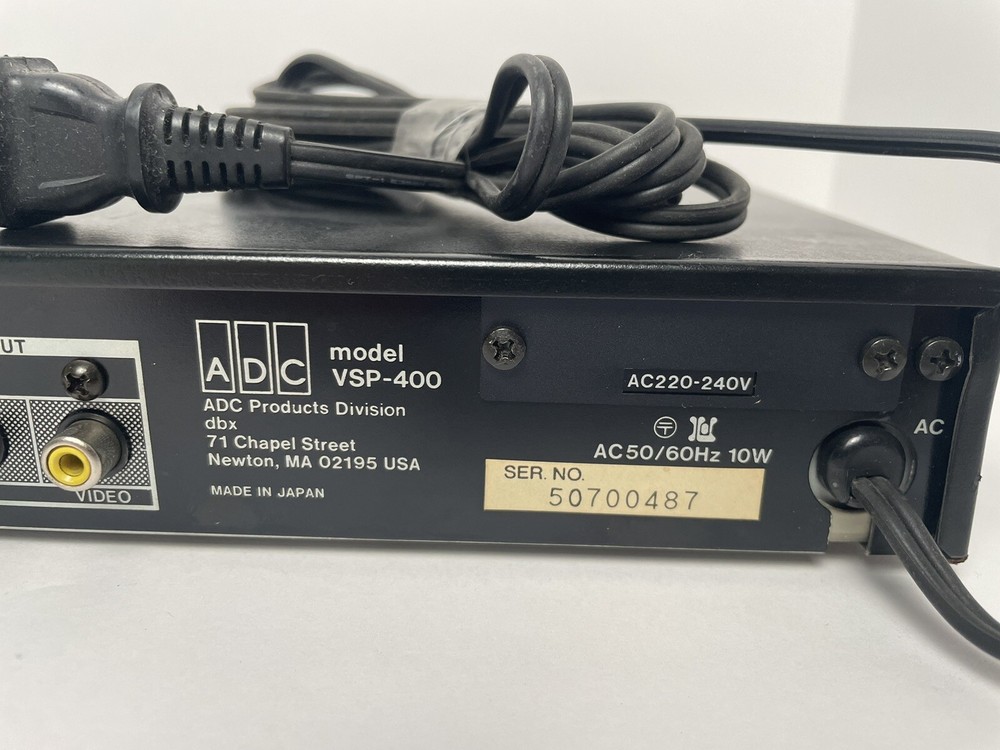 UT
VIDEO
ADC
model
VSP-400
ADC Products Division
dbx
71 Chapel Street
Newton, MA 02195 USA
MADE IN JAPAN
AC220-240V
AC50/60Hz 10W
AC
SER. NO.
50700487